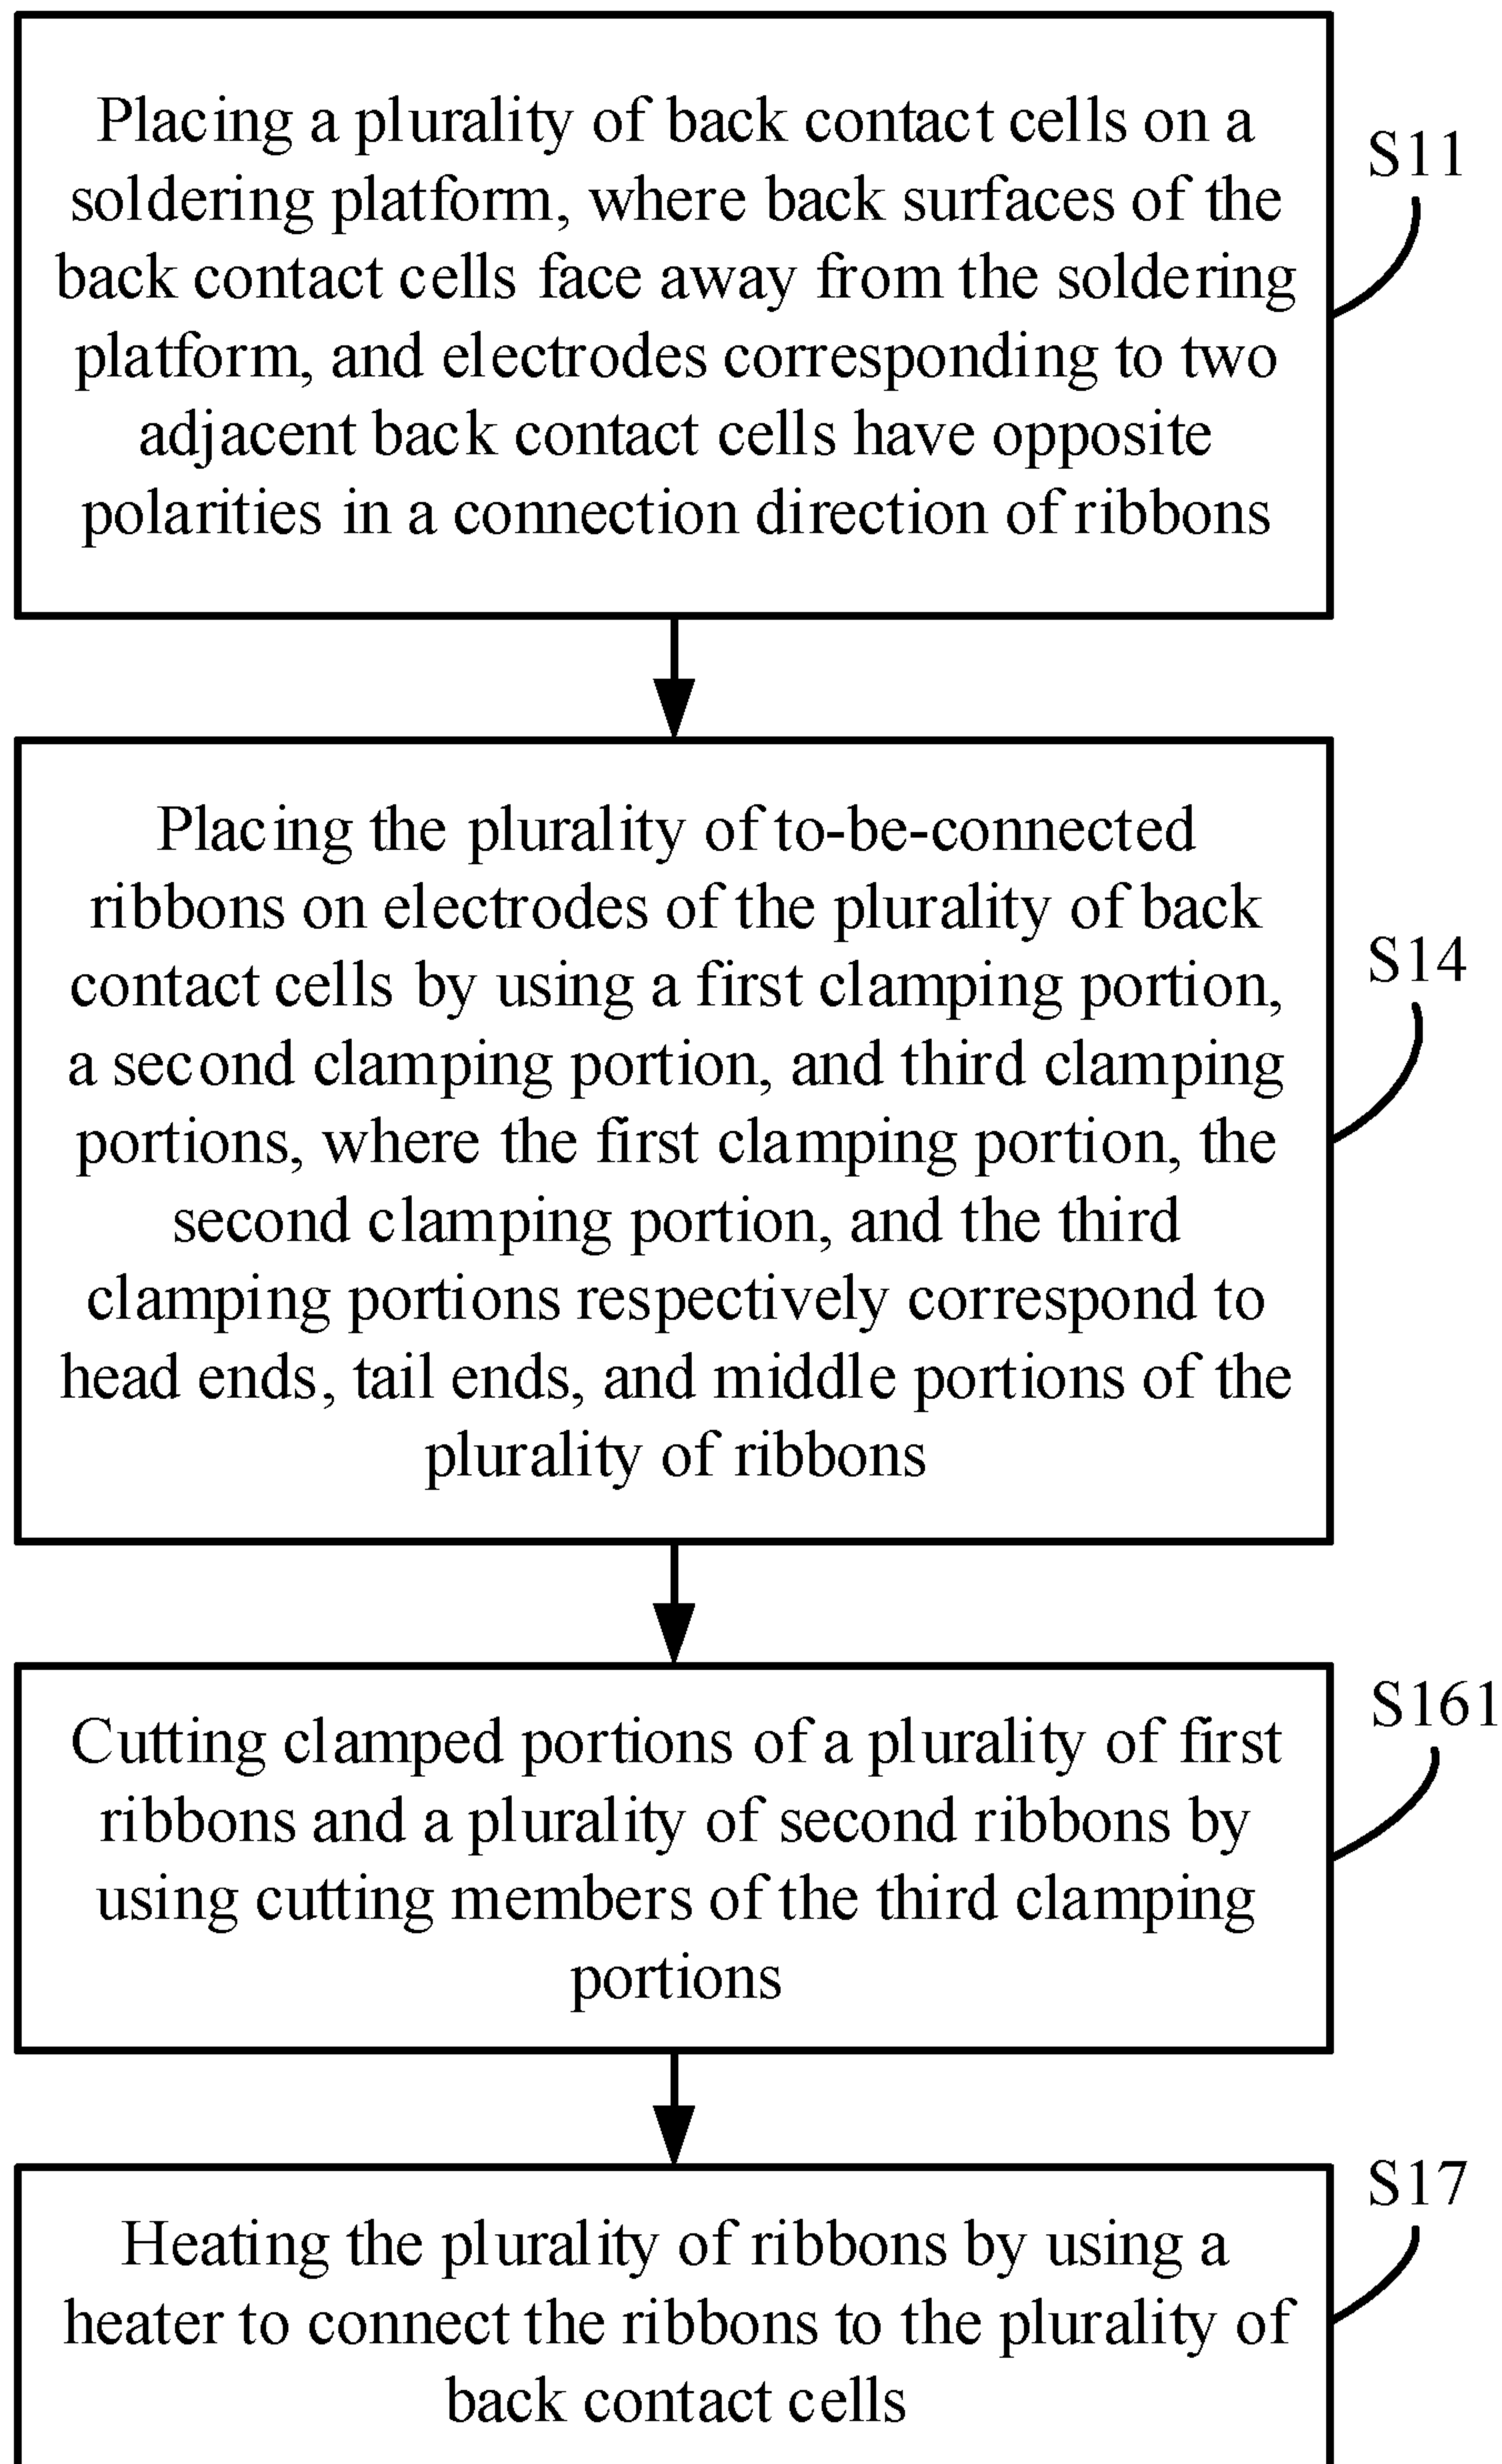 Placing a plurality of back contact cells on a
soldering platform, where back surfaces of the
back contact cells face away from the soldering
platform, and electrodes corresponding to two
adjacent back contact cells have opposite
polarities in a connection direction of ribbons
S11
Placing the plurality of to-be-connected
ribbons on electrodes of the plurality of back
contact cells by using a first clamping portion,
a second clamping portion, and third clamping
portions, where the first clamping portion, the
second clamping portion, and the third
clamping portions respectively correspond to
head ends, tail ends, and middle portions of the
plurality of ribbons
S14
Cutting clamped portions of a plurality of first
ribbons and a plurality of second ribbons by
using cutting members of the third clamping
portions
S161
Heating the plurality of ribbons by using a
heater to connect the ribbons to the plurality of
back contact cells
S17